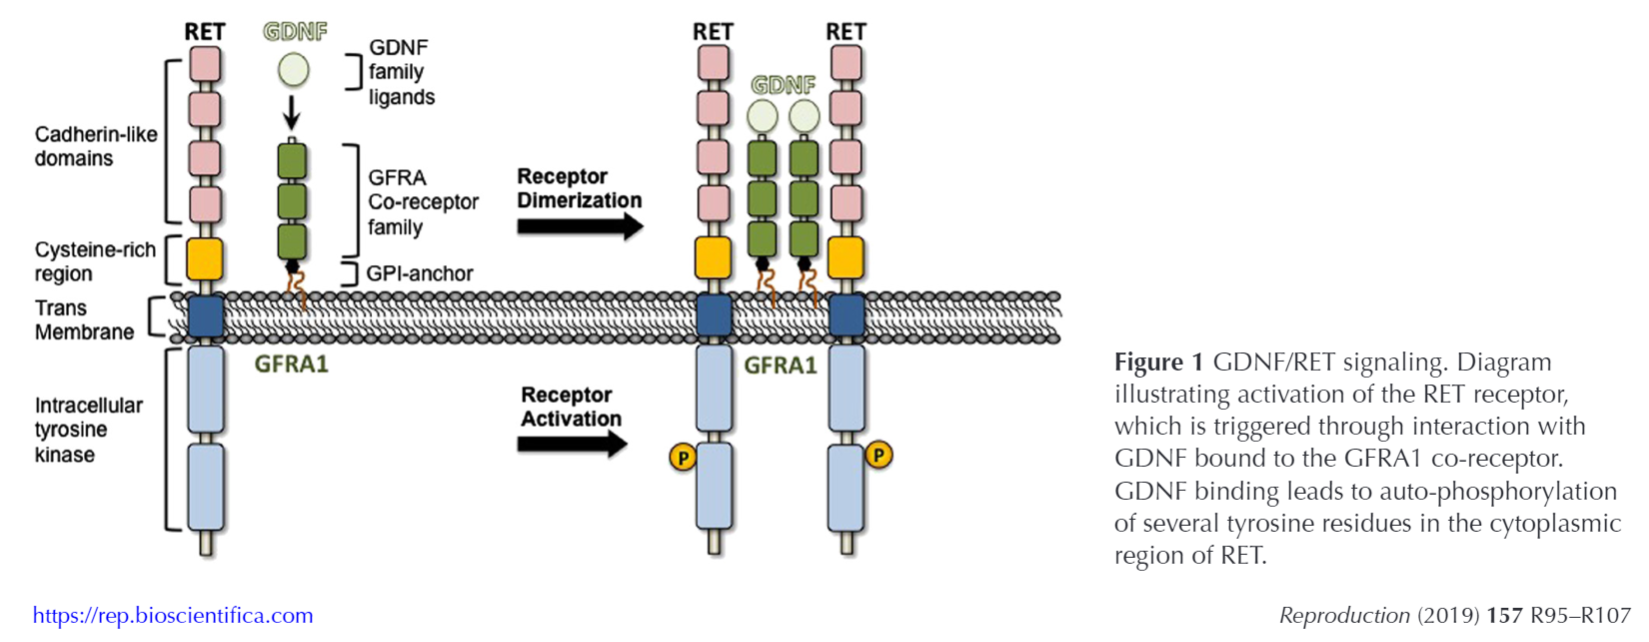 RET
GDNF
GDNF
family
ligands
Cadherin-like
domains
GFRA
Co-receptor
family
Cysteine-rich
region
GPI-anchor
Trans
Membrane
GFRA1
Intracellular
tyrosine
kinase
Receptor
Dimerization
Receptor
Activation
RET
RET
GDNF
GFRA1
P
P
Figure 1 GDNF/RET signaling. Diagram
illustrating activation of the RET receptor,
which is triggered through interaction with
GDNF bound to the GFRA1 co-receptor.
GDNF binding leads to auto-phosphorylation
of several tyrosine residues in the cytoplasmic
region of RET.
https://rep.bioscientifica.com
Reproduction (2019) 157 R95–R107